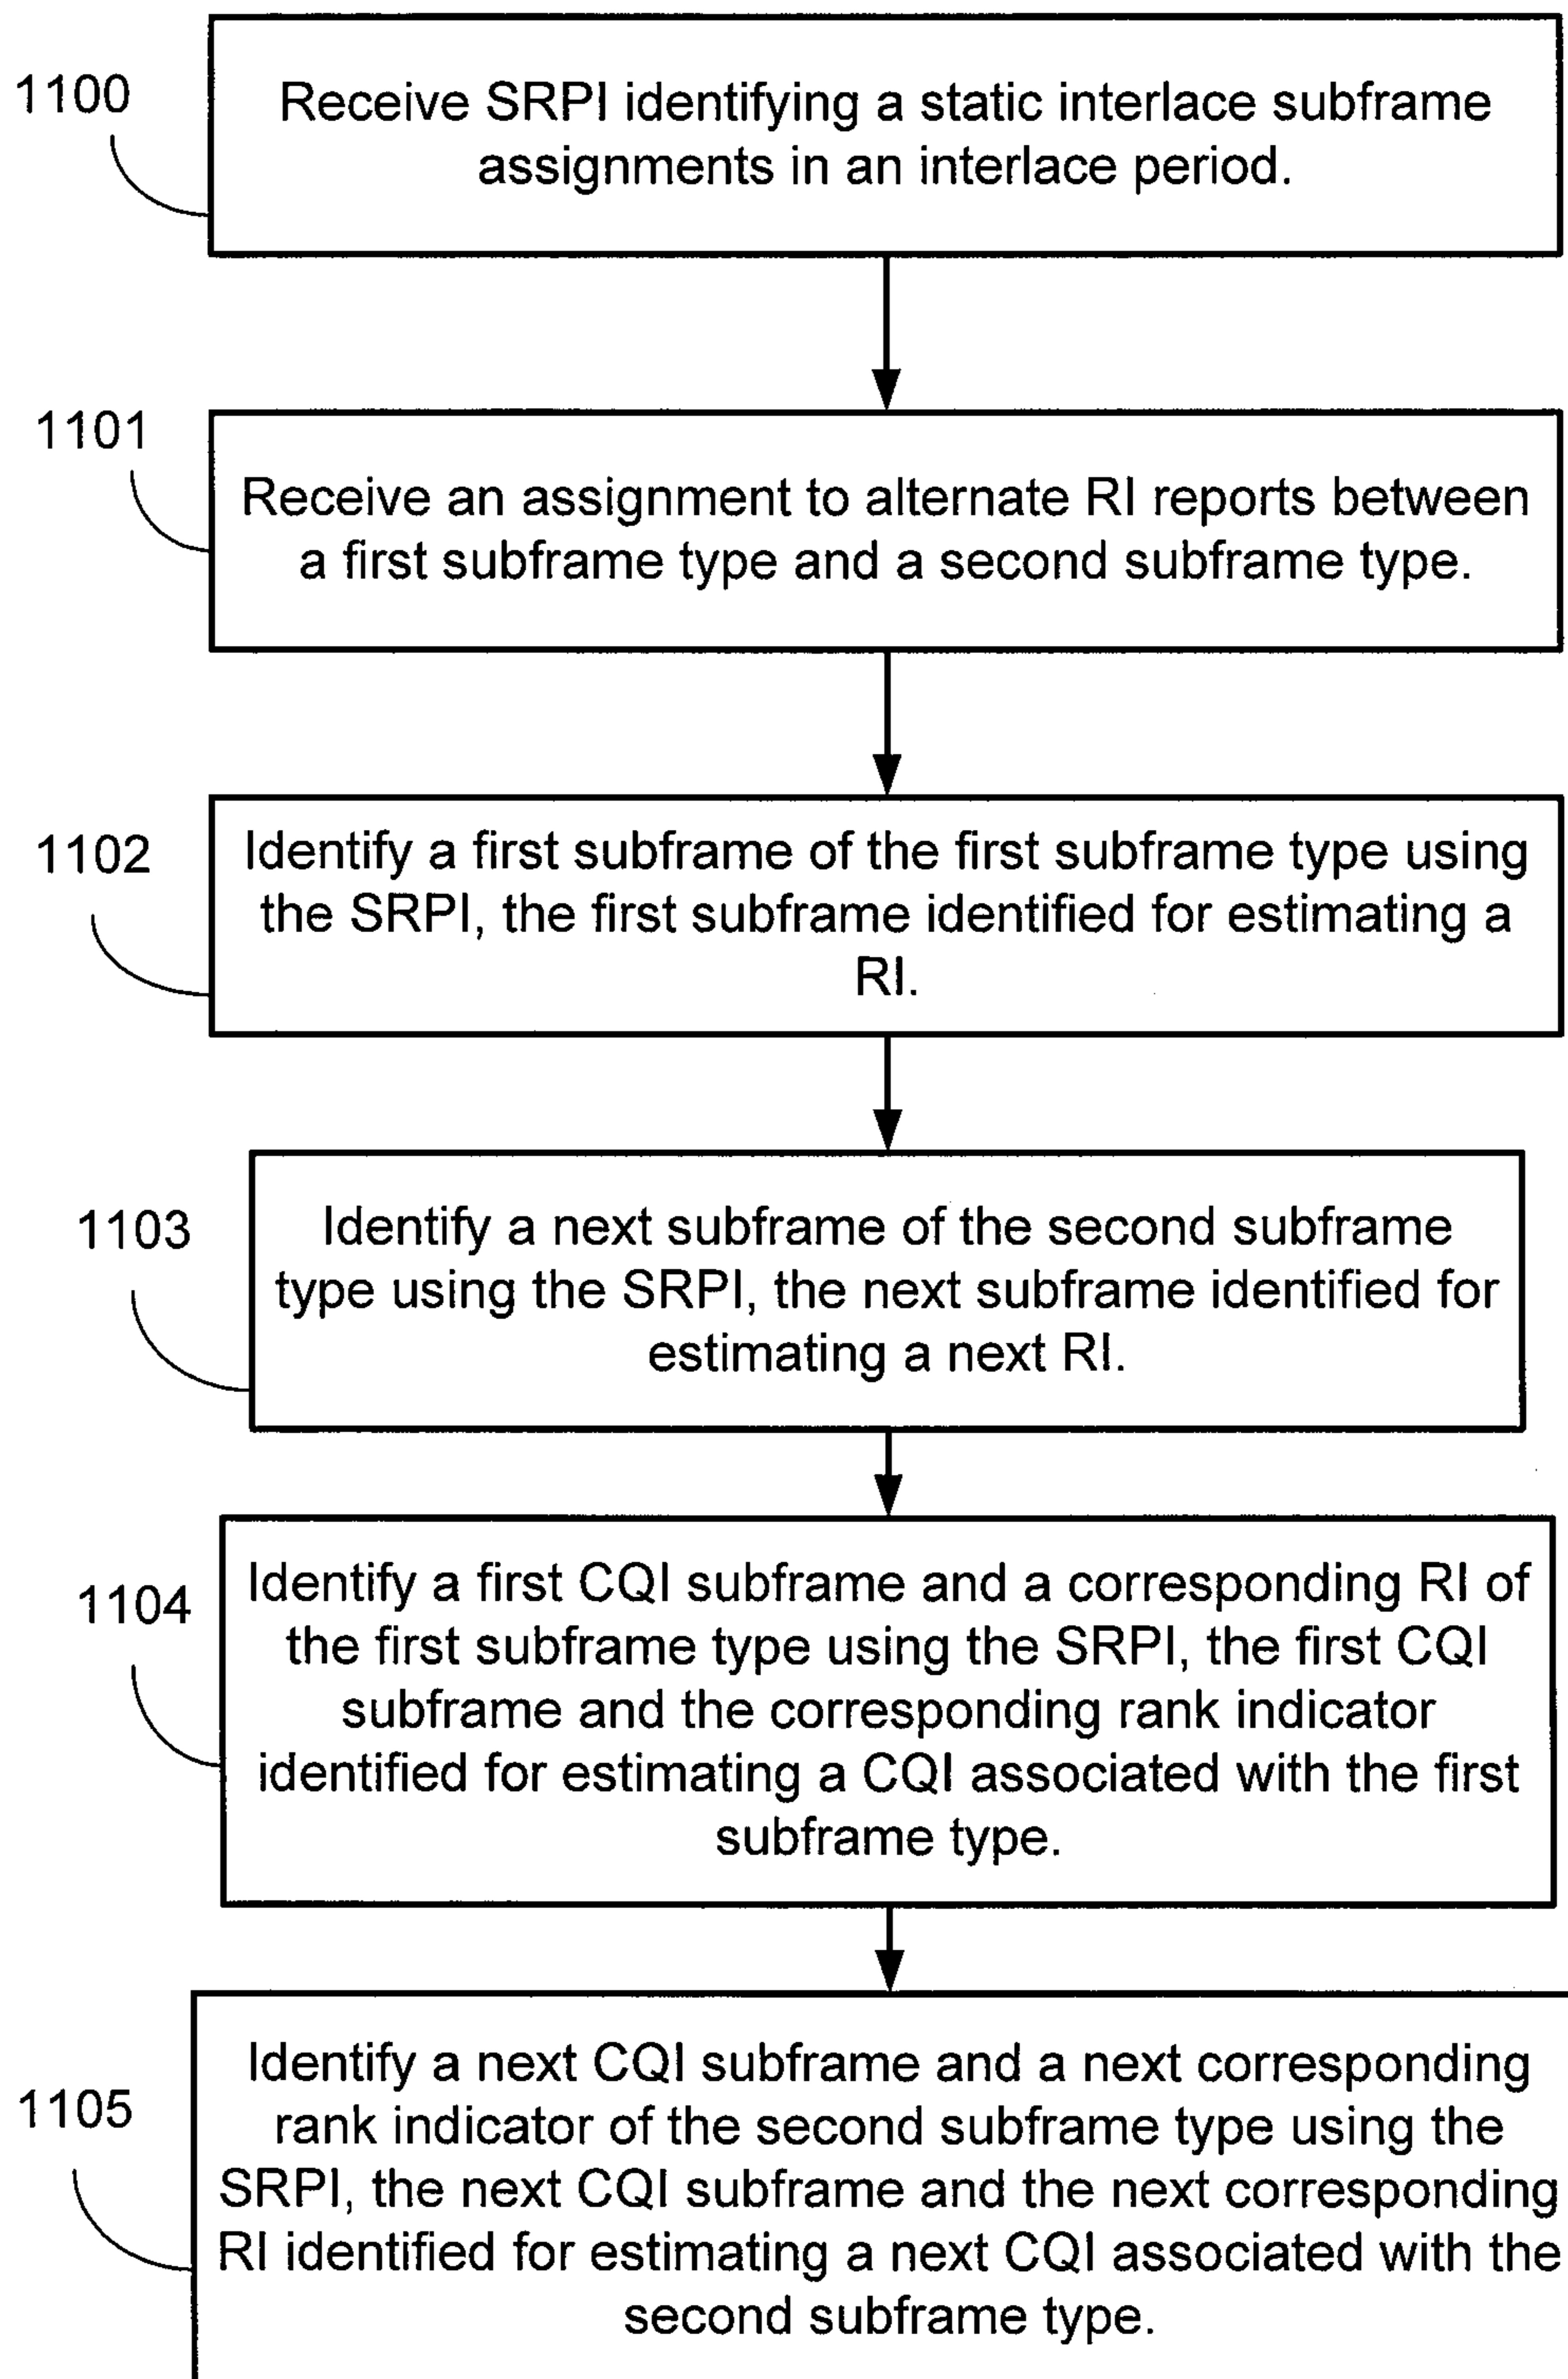 1100
Receive SRPI identifying a static interlace subframe
assignments in an interlace period.
1101
Receive an assignment to alternate RI reports between
a first subframe type and a second subframe type.
1102
Identify a first subframe of the first subframe type using
the SRPI, the first subframe identified for estimating a
RI.
1103
Identify a next subframe of the second subframe
type using the SRPI, the next subframe identified for
estimating a next RI.
1104
Identify a first CQI subframe and a corresponding RI of
the first subframe type using the SRPI, the first CQI
subframe and the corresponding rank indicator
identified for estimating a CQI associated with the first
subframe type.
1105
Identify a next CQI subframe and a next corresponding
rank indicator of the second subframe type using the
SRPI, the next CQI subframe and the next corresponding
RI identified for estimating a next CQI associated with the
second subframe type.